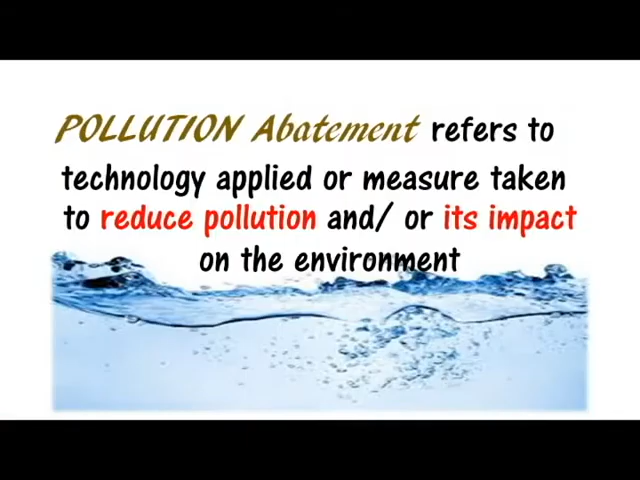 POLLUTION Abatement refers to
technology applied or measure taken
to reduce pollution and/ or its impact
on the environment